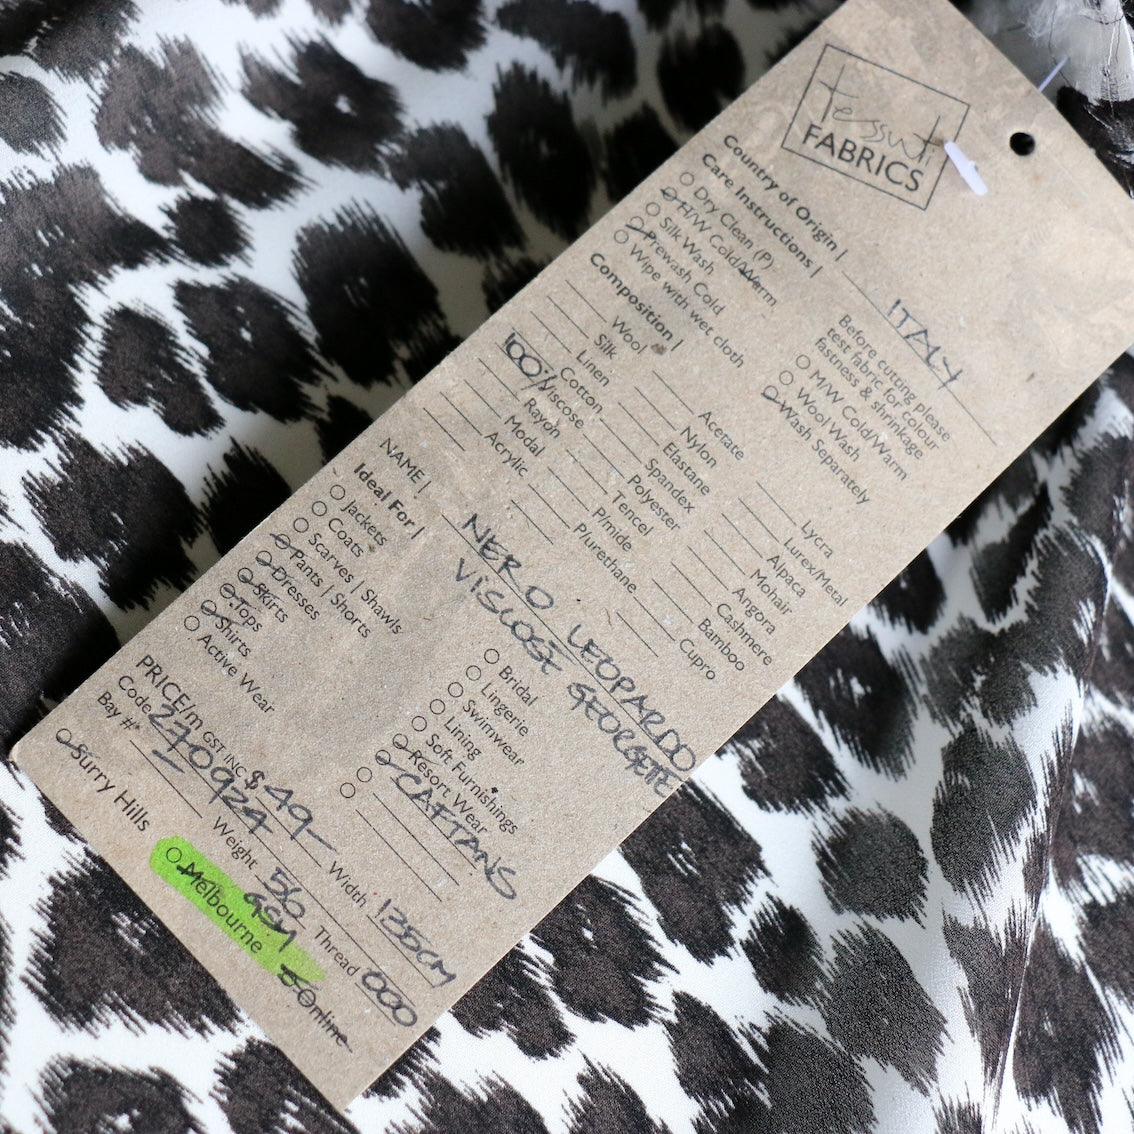 tessuti
FABRICS
Country of Origin | ITALY
Care Instructions |
Dry Clean (P)
H/W Cold/Warm
Silk Wash
Prewash Cold
Wipe with wet cloth
Before cutting please
test fabric for colour
fastness & shrinkage
M/W Cold/Warm
Wool Wash
Wash Separately
Composition |
Wool
Silk
Linen
Cotton
100% Viscose
Rayon
Modal
Acrylic
Acetate
Nylon
Elastane
Spandex
Polyester
Tencel
P/mide
P/urethane
Lycra
Lurex/Metal
Alpaca
Mohair
Angora
Cashmere
Bamboo
Cupro
NAME | NERO LEOPARDO
VISCOSE GEORGETTE
Ideal For |
Jackets
Coats
Scarves | Shawls
Pants | Shorts
Dresses
Skirts
Tops
Shirts
Active Wear
Bridal
Lingerie
Swimwear
Lining
Soft Furnishings
Resort Wear
CAFTANS
PRICE/m GST INC $49- Width 135CM
Code 270924 Weight 56 GSM Thread 000
Bay #
Surry Hills Melbourne Online